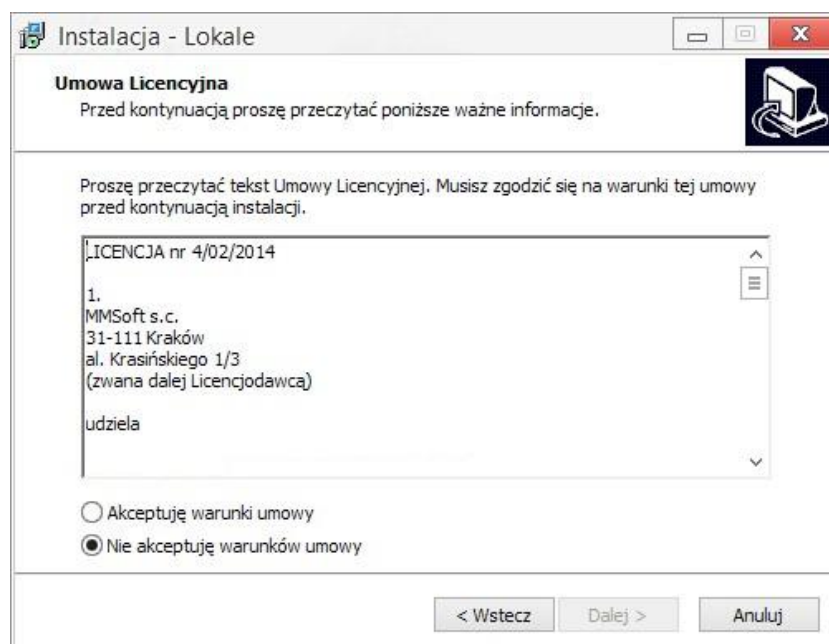 Instalacja - Lokale
Umowa Licencyjna
Przed kontynuacją proszę przeczytać poniższe ważne informacje.
Proszę przeczytać tekst Umowy Licencyjnej. Musisz zgodzić się na warunki tej umowy
przed kontynuacją instalacji.
LICENCJA nr 4/02/2014
1.
MMSoft s.c.
31-111 Kraków
al. Krasińskiego 1/3
(zwana dalej Licencjodawcą)
udziela
Akceptuję warunki umowy
Nie akceptuję warunków umowy
< Wstecz
Dalej >
Anuluj